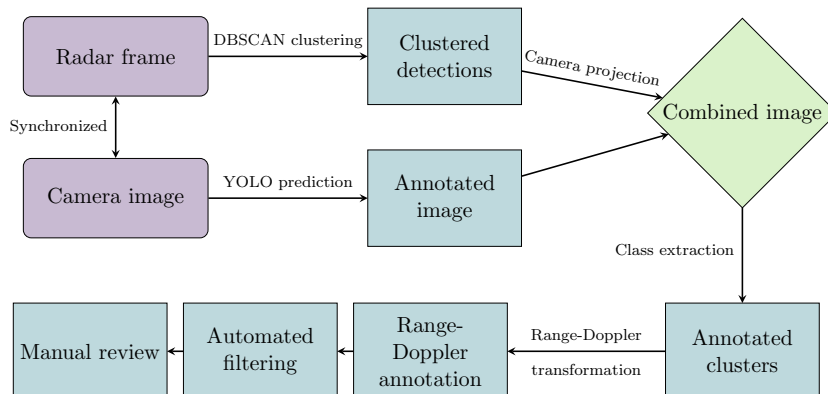 Radar frame
DBSCAN clustering
Clustered
detections
Camera projection
Combined image
Synchronized
Camera image
YOLO prediction
Annotated
image
Class extraction
Manual review
Automated
filtering
Range-
Doppler
annotation
Range-Doppler
transformation
Annotated
clusters